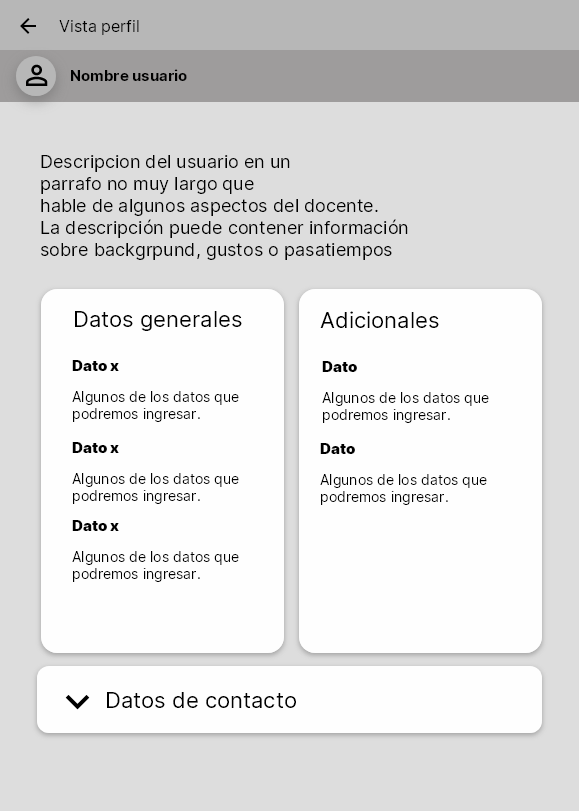 Vista perfil
Nombre usuario
Descripcion del usuario en un
parrafo no muy largo que
hable de algunos aspectos del docente.
La descripción puede contener información
sobre backgrpund, gustos o pasatiempos
Datos generales
Dato x
Algunos de los datos que
podremos ingresar.
Dato x
Algunos de los datos que
podremos ingresar.
Dato x
Algunos de los datos que
podremos ingresar.
Adicionales
Dato
Algunos de los datos que
podremos ingresar.
Dato
Algunos de los datos que
podremos ingresar.
Datos de contacto